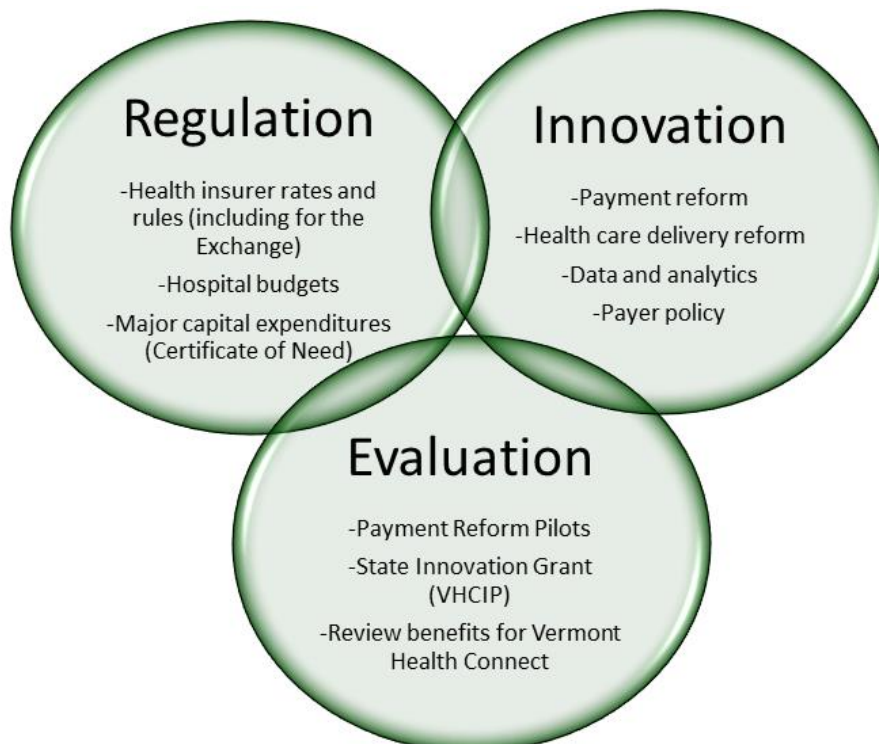 Regulation
-Health insurer rates and
rules (including for the
Exchange)
-Hospital budgets
-Major capital expenditures
(Certificate of Need)
Innovation
-Payment reform
-Health care delivery reform
-Data and analytics
-Payer policy
Evaluation
-Payment Reform Pilots
-State Innovation Grant
(VHCIP)
-Review benefits for Vermont
Health Connect